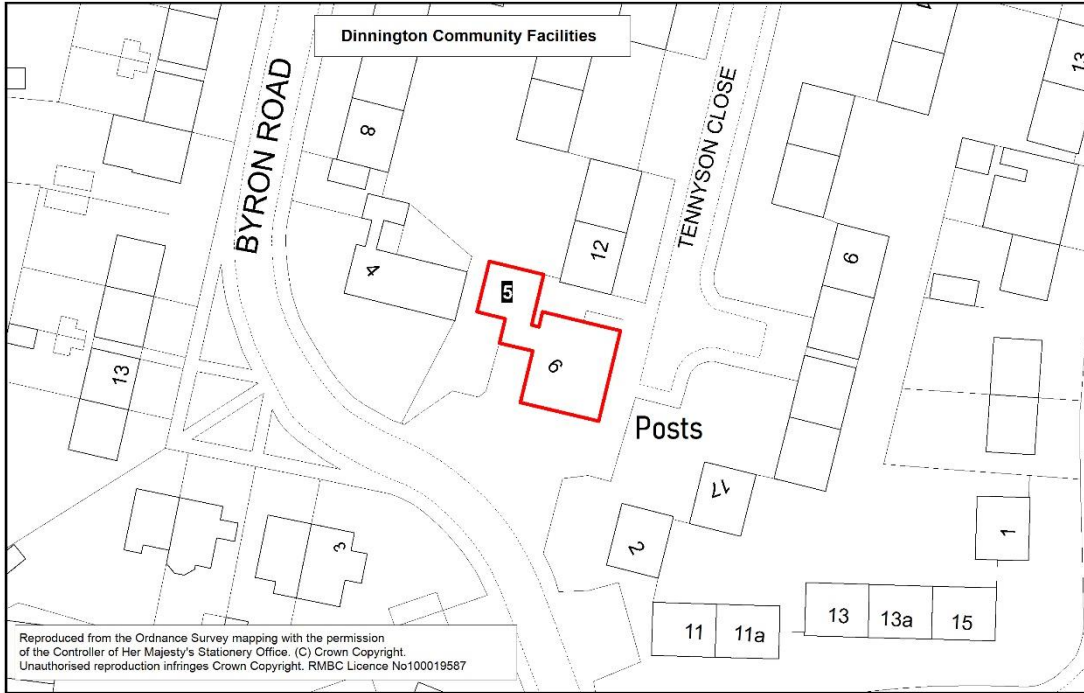 Dinnington Community Facilities
13
BYRON ROAD
TENNYSON CLOSE
8
12
9
4
5
6
13
Posts
17
2
1
3
13
13a
15
11
11a
Reproduced from the Ordnance Survey mapping with the permission
of the Controller of Her Majesty's Stationery Office. (C) Crown Copyright.
Unauthorised reproduction infringes Crown Copyright. RMBC Licence No100019587